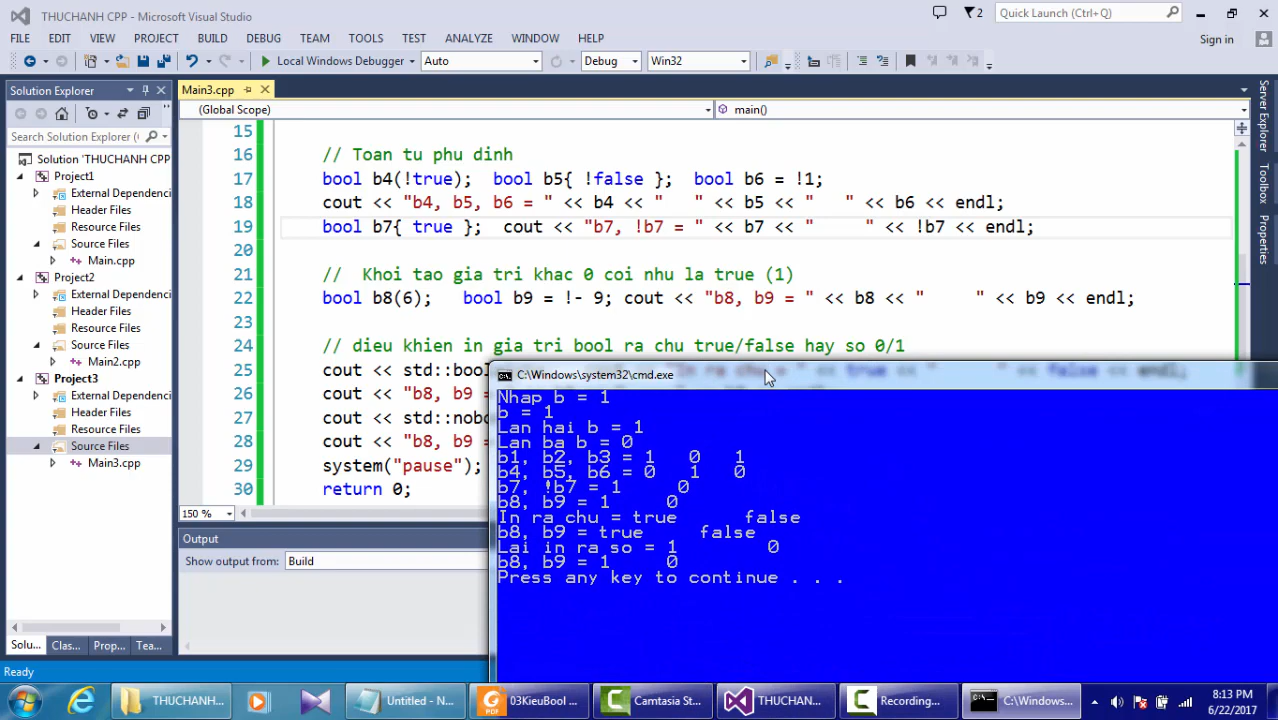 THUCHANH CPP - Microsoft Visual Studio
2
Quick Launch (Ctrl+Q)
FILE EDIT VIEW PROJECT BUILD DEBUG TEAM TOOLS TEST ANALYZE WINDOW HELP
Sign in
Local Windows Debugger Auto Debug Win32
Solution Explorer
Search Solution Explorer (
Solution 'THUCHANH CPP
Project1
External Dependenci
Header Files
Resource Files
Source Files
Main.cpp
Project2
External Dependenci
Header Files
Resource Files
Source Files
Main2.cpp
Project3
External Dependenci
Header Files
Resource Files
Source Files
Main3.cpp
Solu... Clas... Prop... Tea...
Main3.cpp
(Global Scope) main()
15
16 // Toan tu phu dinh
17 bool b4(!true); bool b5{ !false }; bool b6 = !1;
18 cout << "b4, b5, b6 = " << b4 << "   " << b5 << "   " << b6 << endl;
19 bool b7{ true }; cout << "b7, !b7 = " << b7 << "      " << !b7 << endl;
20
21 //  Khoi tao gia tri khac 0 coi nhu la true (1)
22 bool b8(6);   bool b9 = !- 9; cout << "b8, b9 = " << b8 << "     " << b9 << endl;
23
24 // dieu khien in gia tri bool ra chu true/false hay so 0/1
25 cout << std::bool
26 cout << "b8, b9
27 cout << std::nobo
28 cout << "b8, b9
29 system("pause");
30 return 0;
150 %
Output
Show output from: Build
C:\Windows\system32\cmd.exe
Nhap b = 1
b = 1
Lan hai b = 1
Lan ba b = 0
b1, b2, b3 = 1   0   1
b4, b5, b6 = 0   1   0
b7, !b7 = 1      0
b8, b9 = 1     0
In ra chu = true      false
b8, b9 = true     false
Lai in ra so = 1      0
b8, b9 = 1     0
Press any key to continue . . .
Server Explorer
Toolbox
Properties
Ready
THUCHANH... Untitled - N... 03KieuBool ... Camtasia St... THUCHAN... Recording... C:\Windows...
8:13 PM
6/22/2017